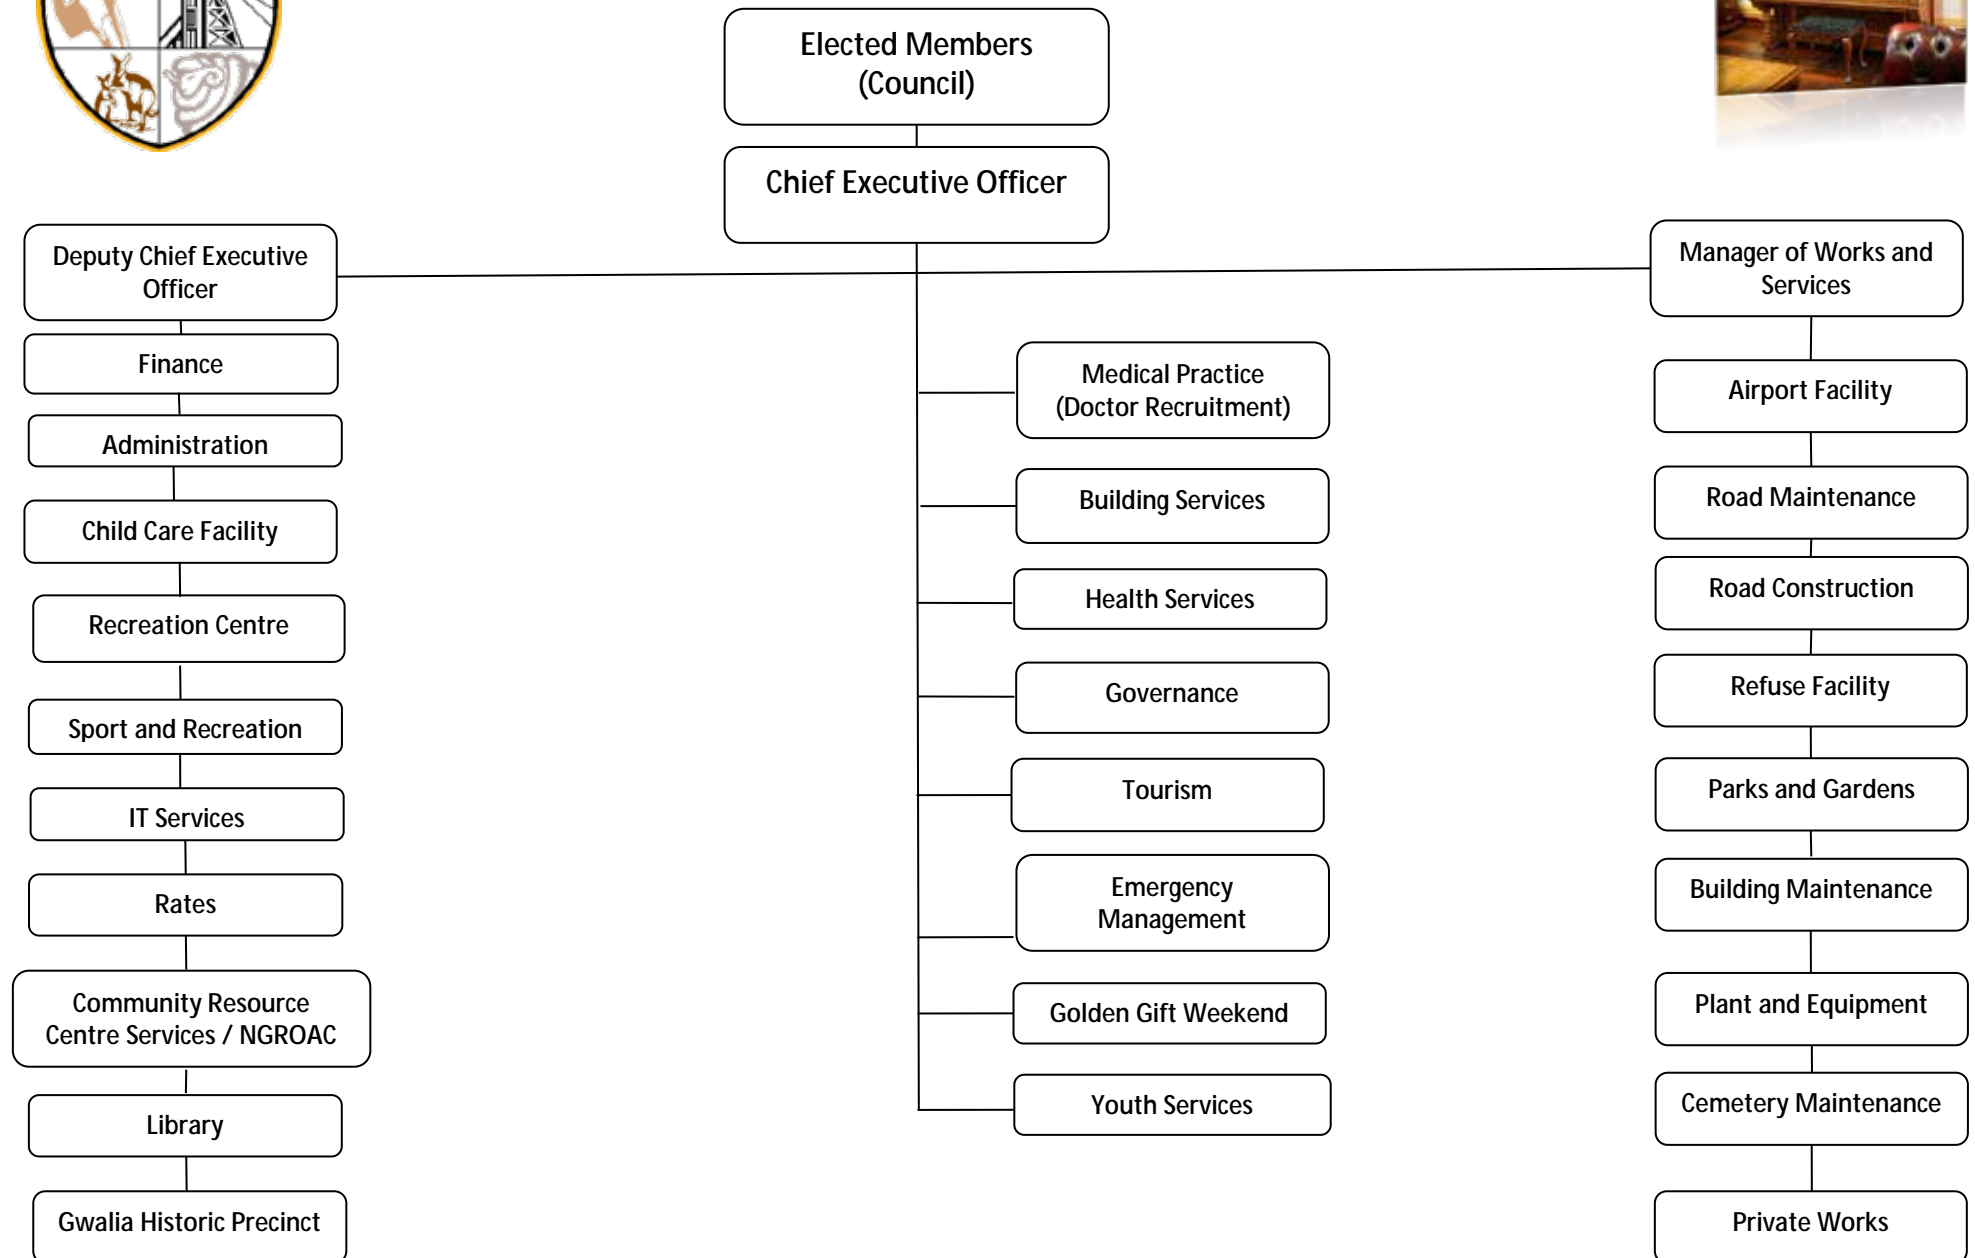 Elected Members
(Council)
Chief Executive Officer
Deputy Chief Executive
Officer
Finance
Administration
Child Care Facility
Recreation Centre
Sport and Recreation
IT Services
Rates
Community Resource
Centre Services / NGROAC
Library
Gwalia Historic Precinct
Medical Practice
(Doctor Recruitment)
Building Services
Health Services
Governance
Tourism
Emergency
Management
Golden Gift Weekend
Youth Services
Manager of Works and
Services
Airport Facility
Road Maintenance
Road Construction
Refuse Facility
Parks and Gardens
Building Maintenance
Plant and Equipment
Cemetery Maintenance
Private Works